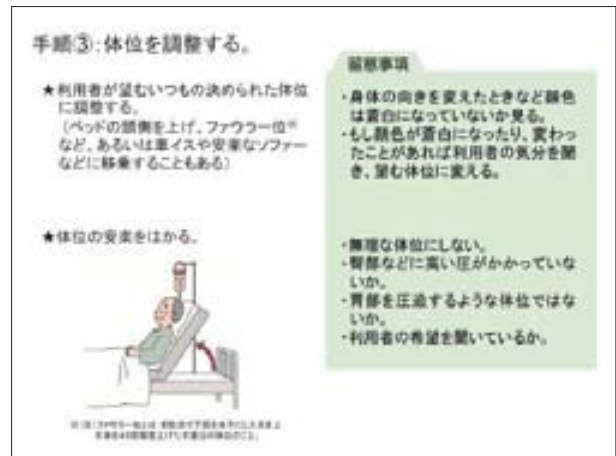 手順③:体位を調整する。
★利用者が望むいつもの決められた体位
に調整する。
(ベッドの頭側を上げ、ファウラー位※
など、あるいは車イスや安楽なソファー
などに移乗することもある)
★体位の安楽をはかる。
留意事項
・身体の向きを変えたときなど顔色
は蒼白になっていないか見る。
・もし顔色が蒼白になったり、変わっ
たことがあれば利用者の気分を聞
き、望む体位に変える。
・無理な体位にしない。
・臀部などに高い圧がかかっていな
いか。
・胃部を圧迫するような体位ではな
いか。
・利用者の希望を聞いているか。